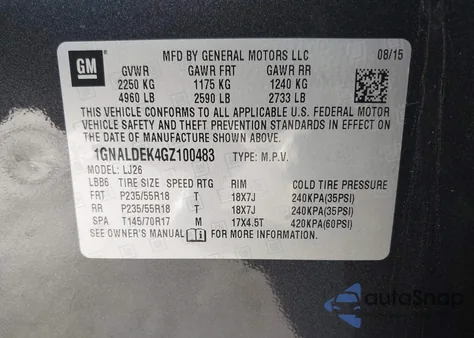 GM
MFD BY GENERAL MOTORS LLC 08/15
GVWR GAWR FRT GAWR RR
2250 KG 1175 KG 1240 KG
4960 LB 2590 LB 2733 LB
THIS VEHICLE CONFORMS TO ALL APPLICABLE U.S. FEDERAL MOTOR
VEHICLE SAFETY AND THEFT PREVENTION STANDARDS IN EFFECT
ON THE DATE OF MANUFACTURE SHOWN ABOVE.
1GNALDEK4GZ100483 TYPE: M.P.V.
MODEL: LJ26
LBB6 TIRE SIZE SPEED RTG RIM COLD TIRE PRESSURE
FRT P235/55R18 T 18X7J 240KPA(35PSI)
RR P235/55R18 T 18X7J 240KPA(35PSI)
SPA T145/70R17 M 17X4.5T 420KPA(60PSI)
SEE OWNER'S MANUAL FOR MORE INFORMATION
autoSnap